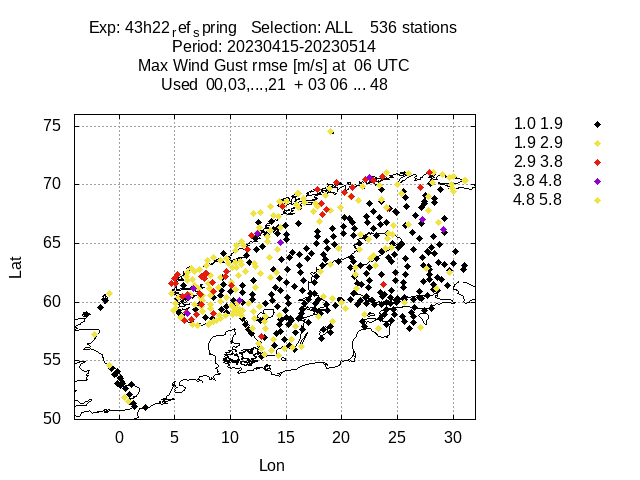 Exp: 43h22ref_spring Selection: ALL 536 stations
Period: 20230415-20230514
Max Wind Gust rmse [m/s] at 06 UTC
Used 00,03,...,21 + 03 06 ... 48
1.0 1.9
1.9 2.9
2.9 3.8
3.8 4.8
4.8 5.8
75
70
65
60
55
50
Lat
0 5 10 15 20 25 30
Lon